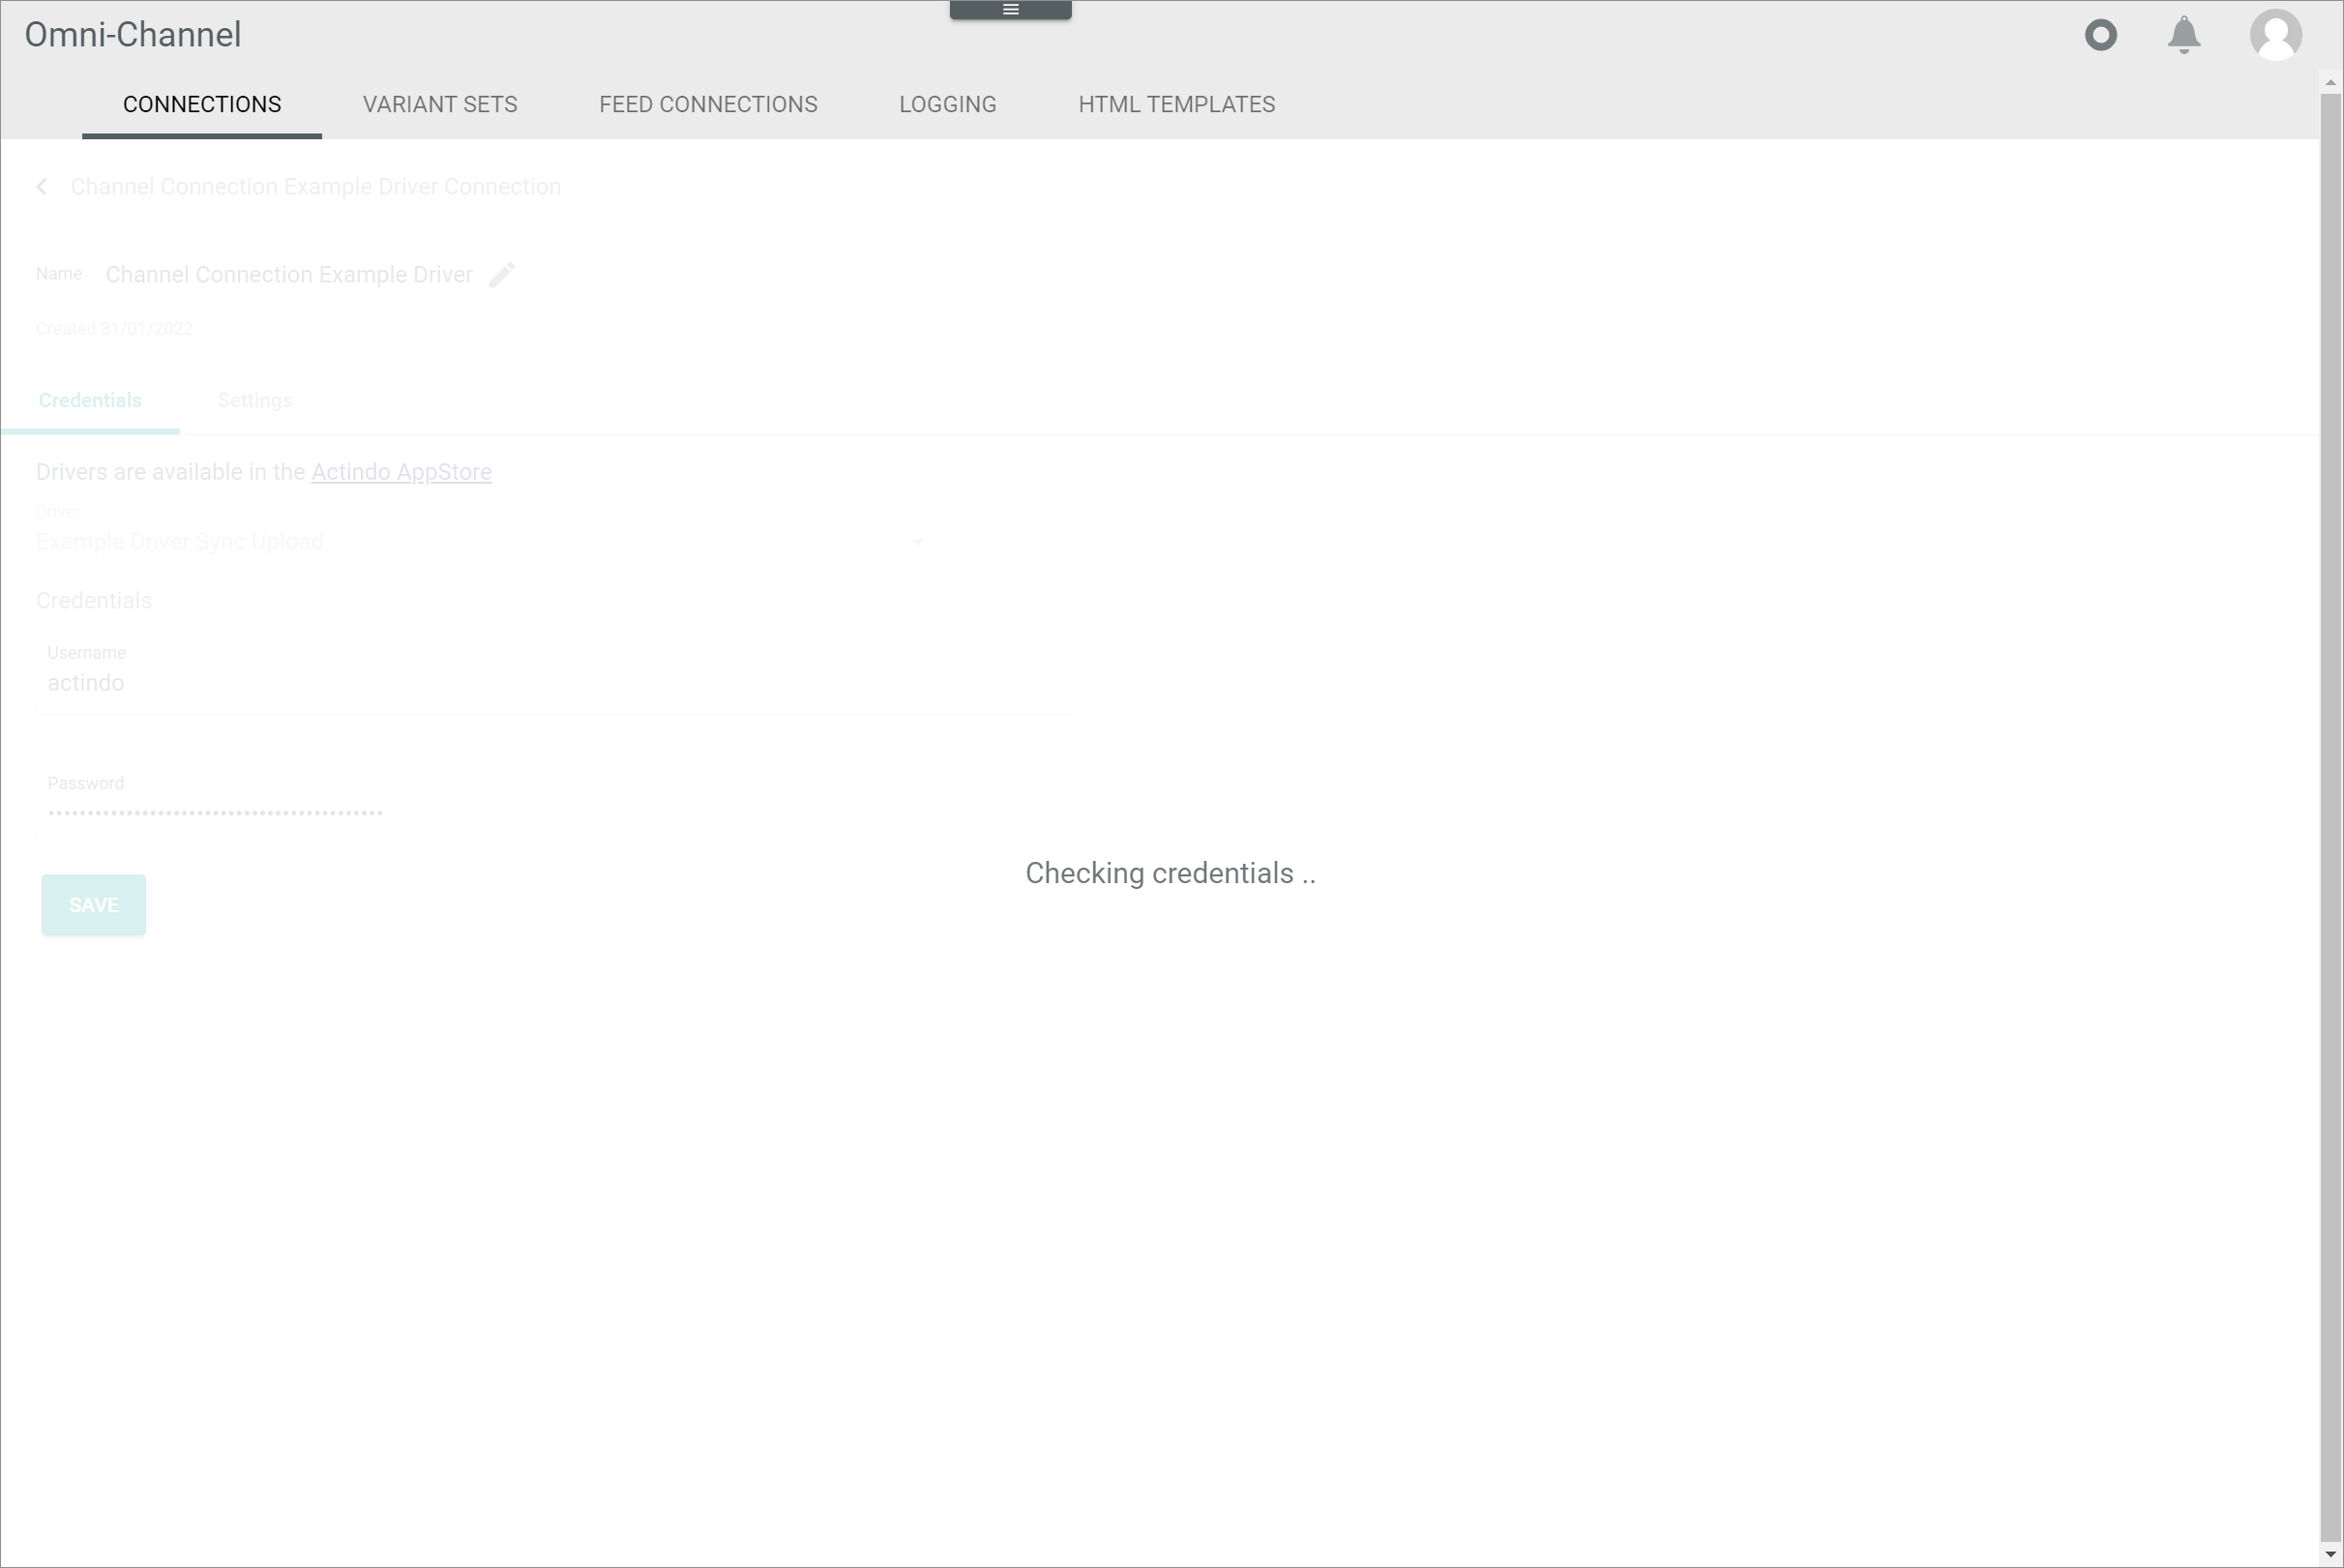 Omni-Channel
CONNECTIONS VARIANT SETS FEED CONNECTIONS LOGGING HTML TEMPLATES
Channel Connection Example Driver Connection
Name Channel Connection Example Driver
Created 31/01/2022
Credentials Settings
Drivers are available in the Actindo AppStore
Driver
Example Driver Sync Upload
Credentials
Username
actindo
Password
Checking credentials ..
SAVE